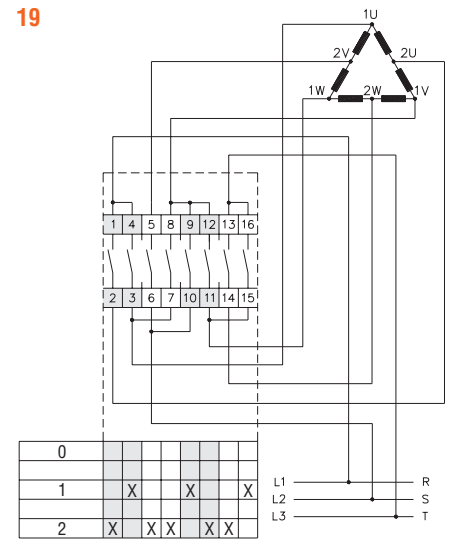 19
1U
2V 2U
1W 2W 1V
1 4 5 8 9 12 13 16
2 3 6 7 10 11 14 15
0
1 X X X
2 X X X X X
L1 R
L2 S
L3 T